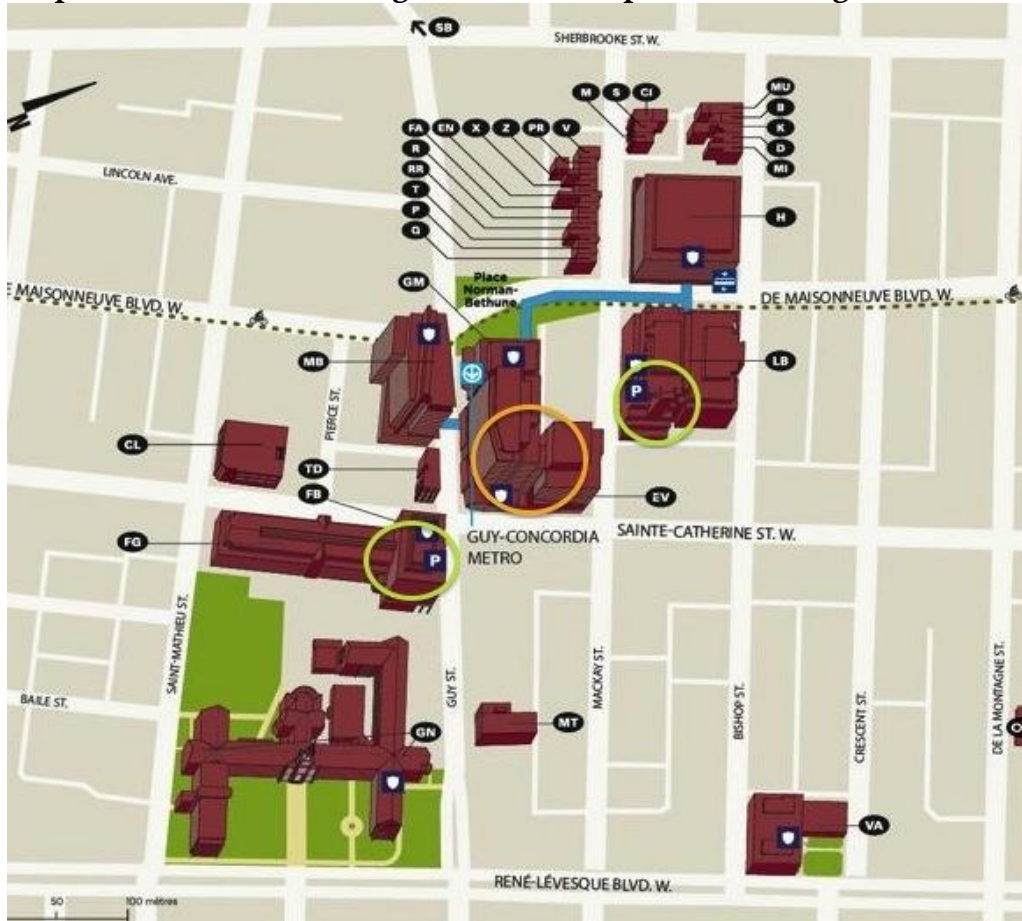 SB
SHERBROOKE ST. W.
M
S
CI
MU
B
K
D
MI
FA
EN
X
Z
PR
V
R
RR
T
P
Q
LINCOLN AVE.
H
GM
Place
Norman-
Bethune
E MAISONNEUVE BLVD. W.
DE MAISONNEUVE BLVD. W.
MB
LB
P
PIERCE ST.
CL
TD
FB
EV
GUY-CONCORDIA
METRO
SAINTE-CATHERINE ST. W.
FG
P
SAINT-MATHIEU ST.
GUY ST.
MACKAY ST.
BISHOP ST.
CRESCENT ST.
DE LA MONTAGNE ST.
BAILE ST.
GN
MT
VA
RENÉ-LÉVESQUE BLVD. W.
50
100 mètres